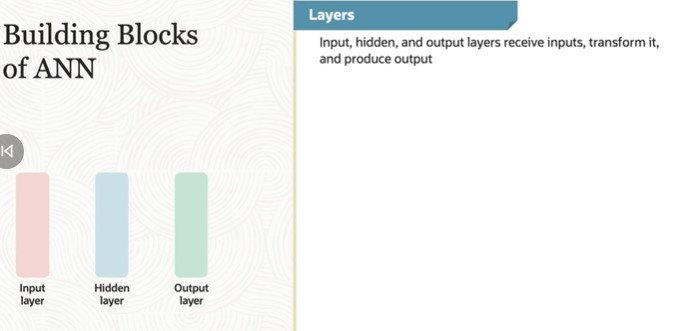 Building Blocks
of ANN
Input
layer
Hidden
layer
Output
layer
Layers
Input, hidden, and output layers receive inputs, transform it,
and produce output